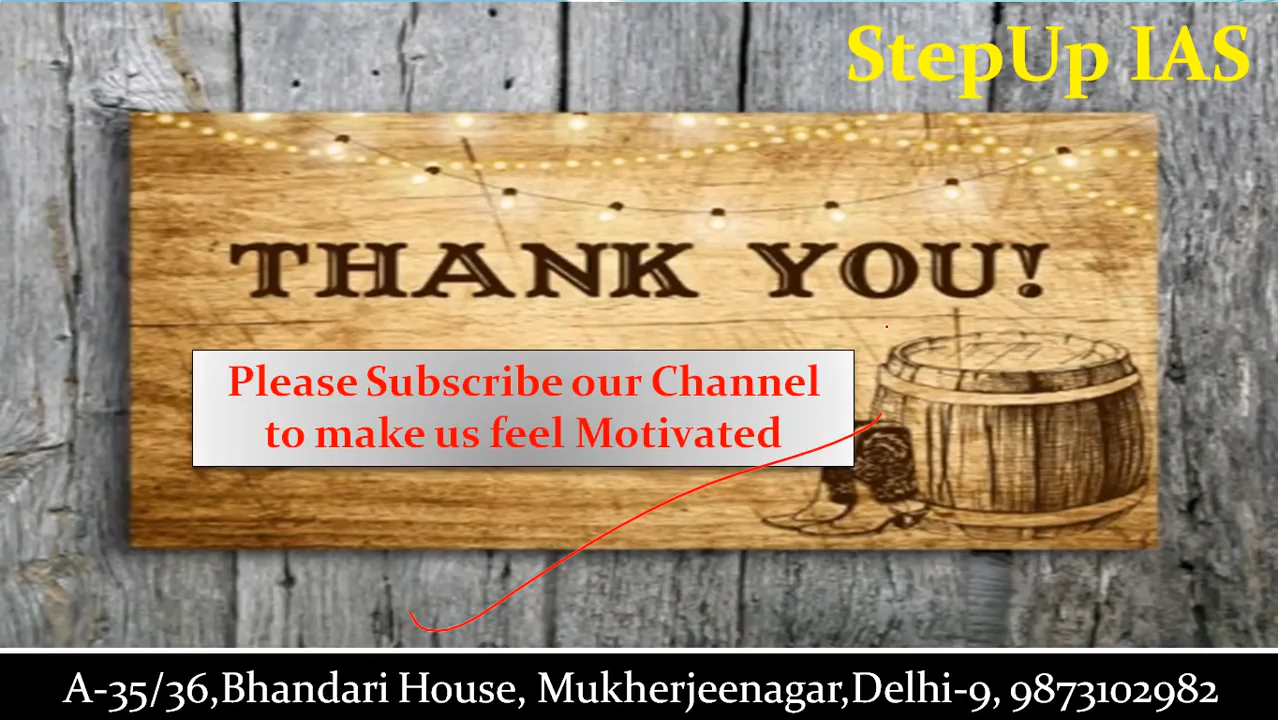 StepUp IAS
THANK YOU!
Please Subscribe our Channel
to make us feel Motivated
A-35/36,Bhandari House, Mukherjeenagar,Delhi-9, 9873102982